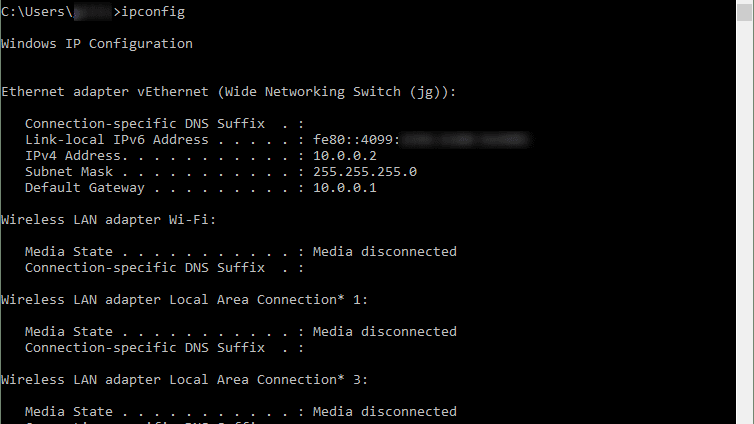 C:\Users\ >ipconfig
Windows IP Configuration
Ethernet adapter vEthernet (Wide Networking Switch (jg)):
Connection-specific DNS Suffix  . :
Link-local IPv6 Address . . . . . : fe80::4099:
IPv4 Address. . . . . . . . . . . : 10.0.0.2
Subnet Mask . . . . . . . . . . . : 255.255.255.0
Default Gateway . . . . . . . . . : 10.0.0.1
Wireless LAN adapter Wi-Fi:
Media State . . . . . . . . . . . : Media disconnected
Connection-specific DNS Suffix  . :
Wireless LAN adapter Local Area Connection* 1:
Media State . . . . . . . . . . . : Media disconnected
Connection-specific DNS Suffix  . :
Wireless LAN adapter Local Area Connection* 3:
Media State . . . . . . . . . . . : Media disconnected